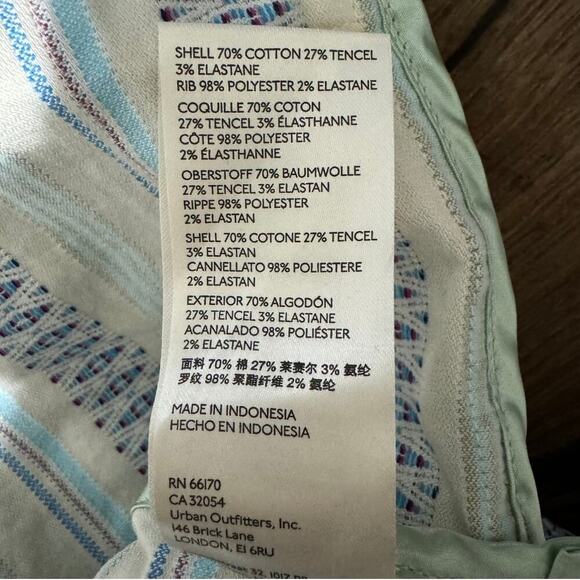 SHELL 70% COTTON 27% TENCEL
3% ELASTANE
RIB 98% POLYESTER 2% ELASTANE
COQUILLE 70% COTON
27% TENCEL 3% ÉLASTHANNE
CÔTE 98% POLYESTER
2% ÉLASTHANNE
OBERSTOFF 70% BAUMWOLLE
27% TENCEL 3% ELASTAN
RIPPE 98% POLYESTER
2% ELASTAN
SHELL 70% COTONE 27% TENCEL
3% ELASTAN
CANNELLATO 98% POLIESTERE
2% ELASTAN
EXTERIOR 70% ALGODÓN
27% TENCEL 3% ELASTANE
ACANALADO 98% POLIÉSTER
2% ELASTANE
面料 70% 棉 27% 莱赛尔 3% 氨纶
罗纹 98% 聚酯纤维 2% 氨纶
MADE IN INDONESIA
HECHO EN INDONESIA
RN 66170
CA 32054
Urban Outfitters, Inc.
146 Brick Lane
LONDON, E1 6RU
32, 1017